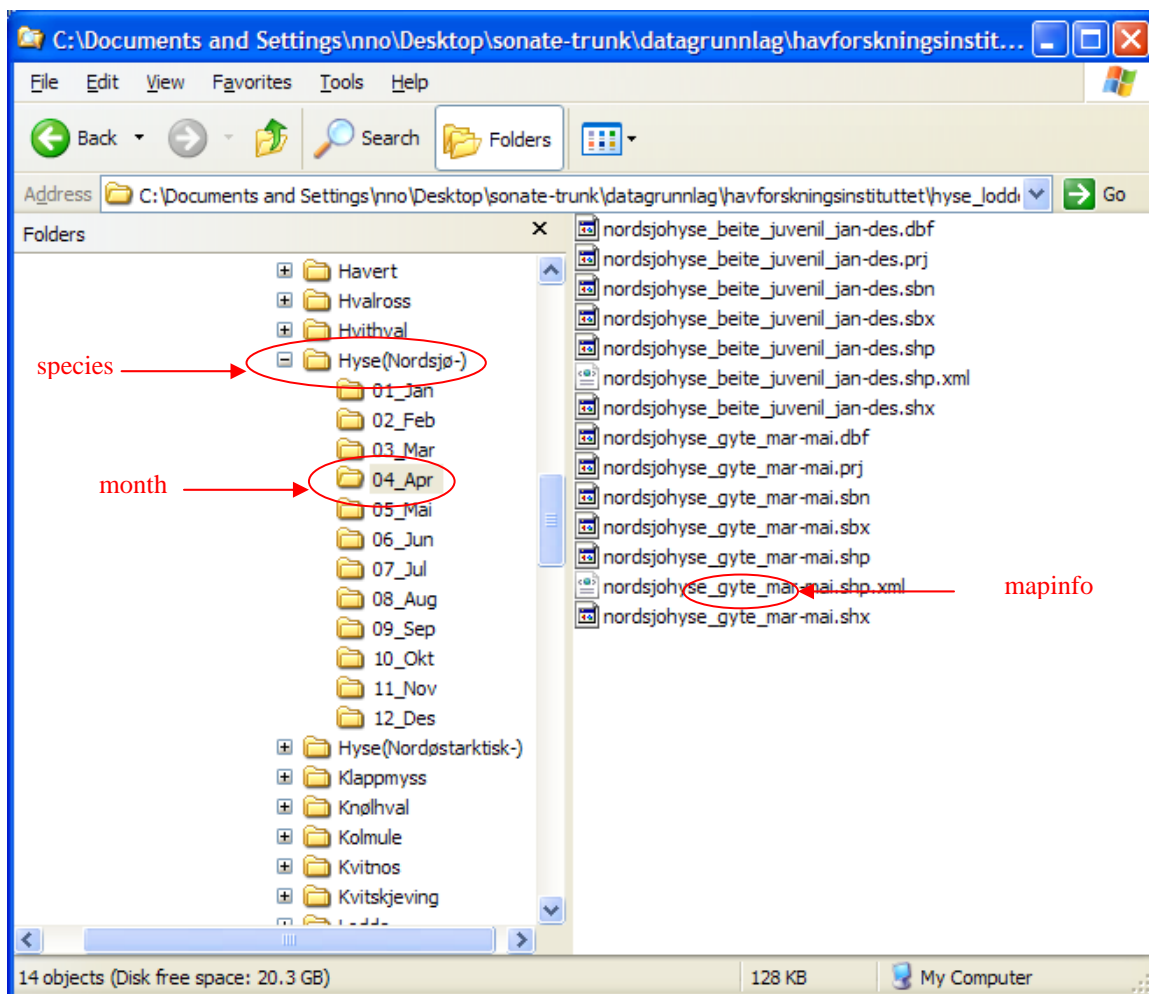 C:\Documents and Settings\nno\Desktop\sonate-trunk\datagrunnlag\havforskningsinstit...
File Edit View Favorites Tools Help
Back Search Folders
Address C:\Documents and Settings\nno\Desktop\sonate-trunk\datagrunnlag\havforskningsinstituttet\hyse_lodd Go
Folders
Havert
Hvalross
Hvithval
species
Hyse(Nordsjø-)
01_Jan
02_Feb
03_Mar
month
04_Apr
05_Mai
06_Jun
07_Jul
08_Aug
09_Sep
10_Okt
11_Nov
12_Des
Hyse(Nordøstarktisk-)
Klappmyss
Knølhval
Kolmule
Kvitnos
Kvitskjeving
Lodde
nordsjohyse_beite_juvenil_jan-des.dbf
nordsjohyse_beite_juvenil_jan-des.prj
nordsjohyse_beite_juvenil_jan-des.sbn
nordsjohyse_beite_juvenil_jan-des.sbx
nordsjohyse_beite_juvenil_jan-des.shp
nordsjohyse_beite_juvenil_jan-des.shp.xml
nordsjohyse_beite_juvenil_jan-des.shx
nordsjohyse_gyte_mar-mai.dbf
nordsjohyse_gyte_mar-mai.prj
nordsjohyse_gyte_mar-mai.sbn
nordsjohyse_gyte_mar-mai.sbx
nordsjohyse_gyte_mar-mai.shp
nordsjohyse_gyte_mar-mai.shp.xml
mapinfo
nordsjohyse_gyte_mar-mai.shx
14 objects (Disk free space: 20.3 GB) 128 KB My Computer